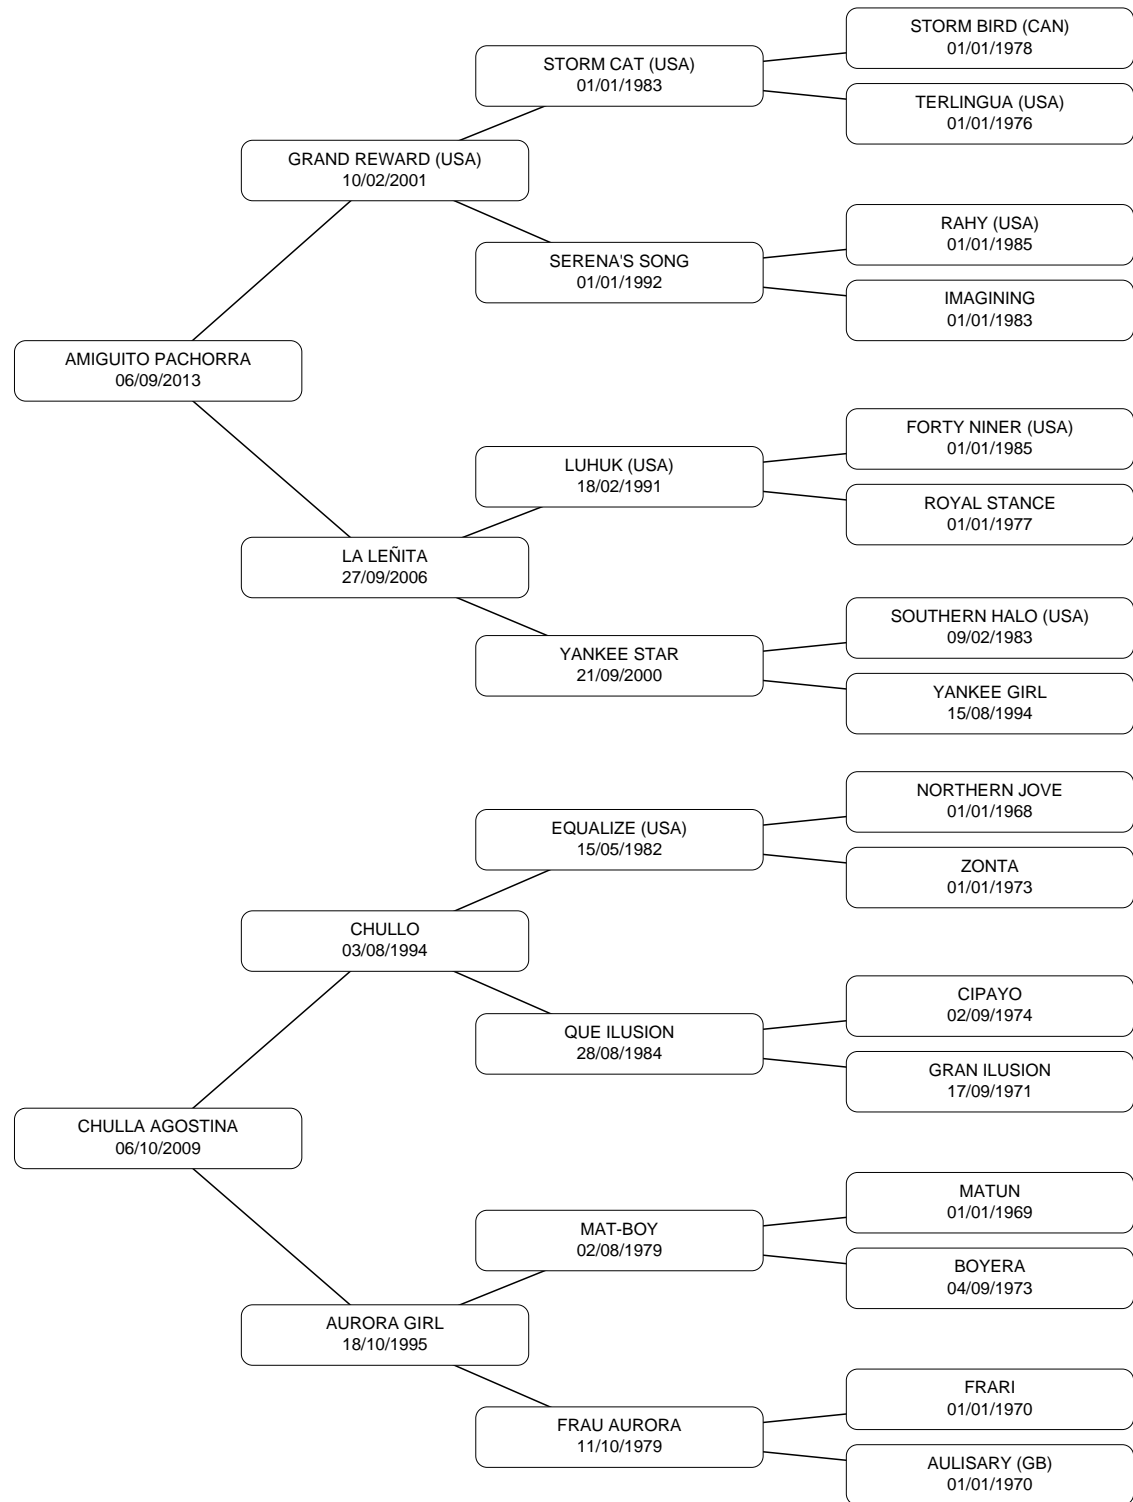 STORM BIRD (CAN)
01/01/1978
STORM CAT (USA)
01/01/1983
TERLINGUA (USA)
01/01/1976
GRAND REWARD (USA)
10/02/2001
RAHY (USA)
01/01/1985
SERENA'S SONG
01/01/1992
IMAGINING
01/01/1983
AMIGUITO PACHORRA
06/09/2013
FORTY NINER (USA)
01/01/1985
LUHUK (USA)
18/02/1991
ROYAL STANCE
01/01/1977
LA LEÑITA
27/09/2006
SOUTHERN HALO (USA)
09/02/1983
YANKEE STAR
21/09/2000
YANKEE GIRL
15/08/1994
NORTHERN JOVE
01/01/1968
EQUALIZE (USA)
15/05/1982
ZONTA
01/01/1973
CHULLO
03/08/1994
CIPAYO
02/09/1974
QUE ILUSION
28/08/1984
GRAN ILUSION
17/09/1971
CHULLA AGOSTINA
06/10/2009
MATUN
01/01/1969
MAT-BOY
02/08/1979
BOYERA
04/09/1973
AURORA GIRL
18/10/1995
FRARI
01/01/1970
FRAU AURORA
11/10/1979
AULISARY (GB)
01/01/1970